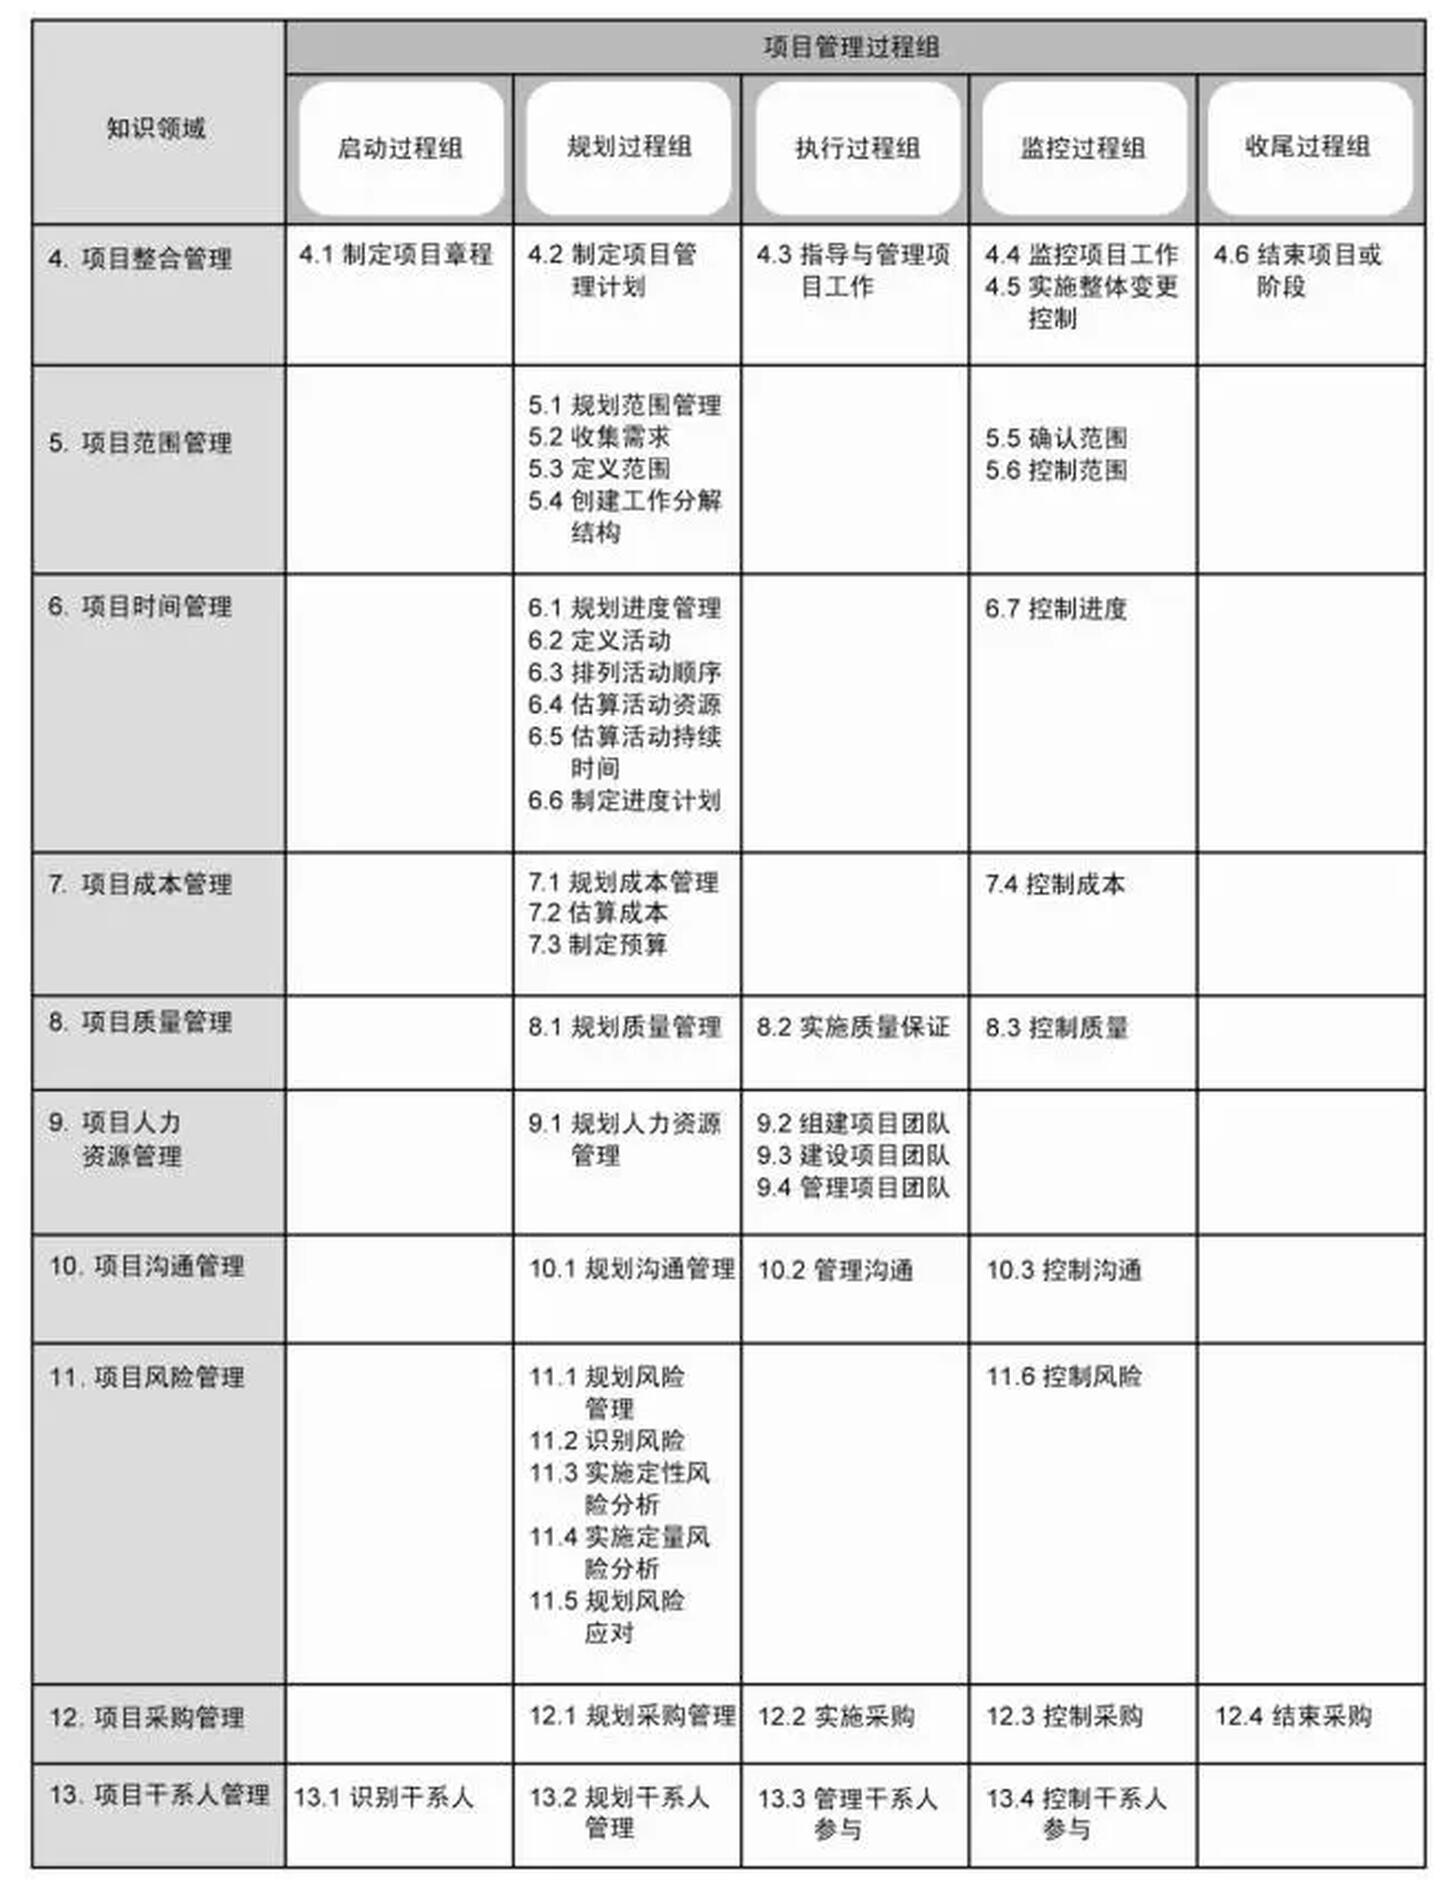 项目管理过程组
知识领域
启动过程组
规划过程组
执行过程组
监控过程组
收尾过程组
4. 项目整合管理
4.1 制定项目章程
4.2 制定项目管
理计划
4.3 指导与管理项
目工作
4.4 监控项目工作
4.5 实施整体变更
控制
4.6 结束项目或
阶段
5. 项目范围管理
5.1 规划范围管理
5.2 收集需求
5.3 定义范围
5.4 创建工作分解
结构
5.5 确认范围
5.6 控制范围
6. 项目时间管理
6.1 规划进度管理
6.2 定义活动
6.3 排列活动顺序
6.4 估算活动资源
6.5 估算活动持续
时间
6.6 制定进度计划
6.7 控制进度
7. 项目成本管理
7.1 规划成本管理
7.2 估算成本
7.3 制定预算
7.4 控制成本
8. 项目质量管理
8.1 规划质量管理
8.2 实施质量保证
8.3 控制质量
9. 项目人力
资源管理
9.1 规划人力资源
管理
9.2 组建项目团队
9.3 建设项目团队
9.4 管理项目团队
10. 项目沟通管理
10.1 规划沟通管理
10.2 管理沟通
10.3 控制沟通
11. 项目风险管理
11.1 规划风险
管理
11.2 识别风险
11.3 实施定性风
险分析
11.4 实施定量风
险分析
11.5 规划风险
应对
11.6 控制风险
12. 项目采购管理
12.1 规划采购管理
12.2 实施采购
12.3 控制采购
12.4 结束采购
13. 项目干系人管理
13.1 识别干系人
13.2 规划干系人
管理
13.3 管理干系人
参与
13.4 控制干系人
参与